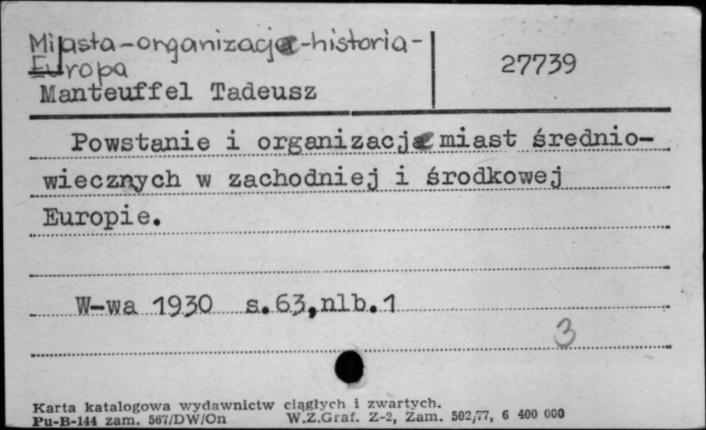 Miasta-organizacja-historia-
Europa
27739
Manteuffel Tadeusz
Powstanie i organizacja miast średnio-
wiecznych w zachodniej i środkowej
Europie.
W-wa 1930 s.63,nlb.1
3
Karta katalogowa wydawnictw ciągłych i zwartych.
Pu-B-144 zam. 567/DW/On W.Z.Graf. Z-2, Zam. 502/77, 6 400 000